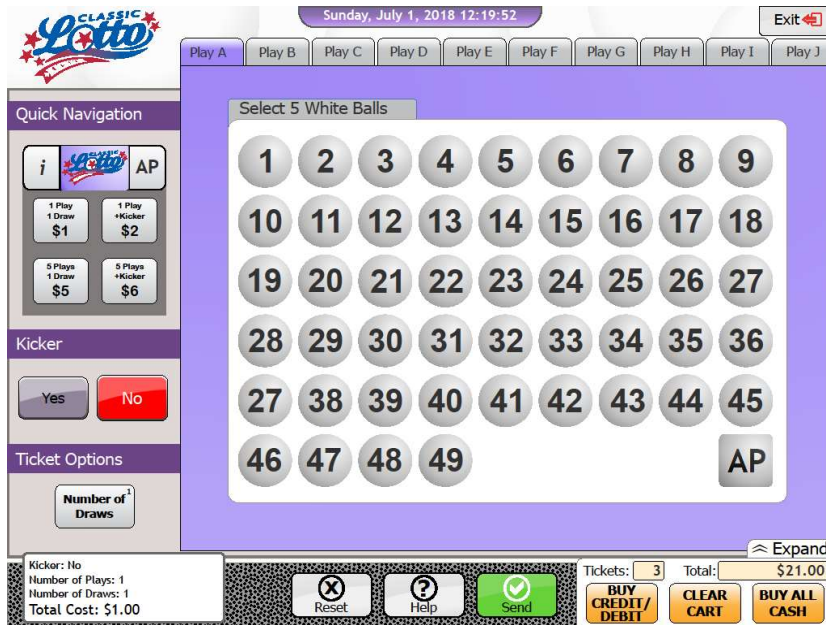 CLASSIC
Lotto
Sunday, July 1, 2018 12:19:52
Exit
Play A Play B Play C Play D Play E Play F Play G Play H Play I Play J
Quick Navigation
i CLASSIC Lotto AP
1 Play 1 Draw $1
1 Play +Kicker $2
5 Plays 1 Draw $5
5 Plays +Kicker $6
Kicker
Yes No
Ticket Options
Number of 1
Draws
Select 5 White Balls
1 2 3 4 5 6 7 8 9
10 11 12 13 14 15 16 17 18
19 20 21 22 23 24 25 26 27
28 29 30 31 32 33 34 35 36
27 38 39 40 41 42 43 44 45
46 47 48 49 AP
Expand
Kicker: No
Number of Plays: 1
Number of Draws: 1
Total Cost: $1.00
Reset Help Send
Tickets: 3 Total: $21.00
BUY CREDIT/ DEBIT
CLEAR CART
BUY ALL CASH